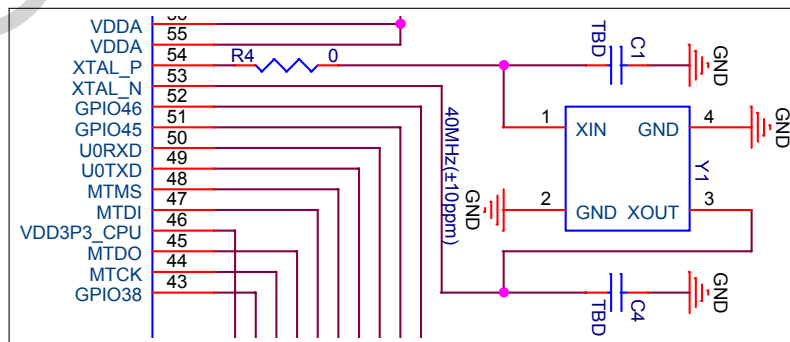 56
VDDA
55
VDDA
54
XTAL_P
R4
0
53
XTAL_N
52
GPIO46
51
GPIO45
50
U0RXD
49
U0TXD
48
MTMS
47
MTDI
46
VDD3P3_CPU
45
MTDO
44
MTCK
43
GPIO38
40MHz(±10ppm)
TBD
C1
GND
1
XIN
GND
4
GND
Y1
GND
2
GND
XOUT
3
TBD
C4
GND